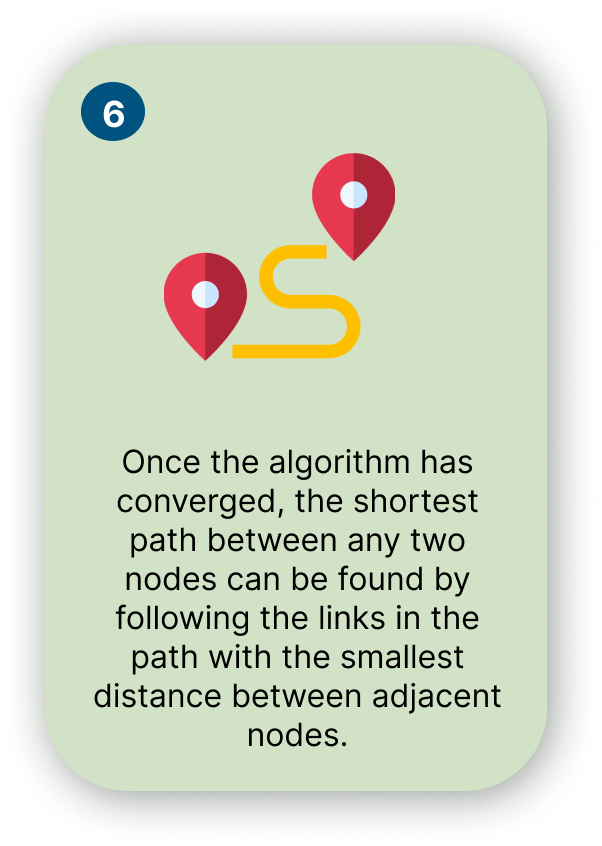 6
Once the algorithm has
converged, the shortest
path between any two
nodes can be found by
following the links in the
path with the smallest
distance between adjacent
nodes.